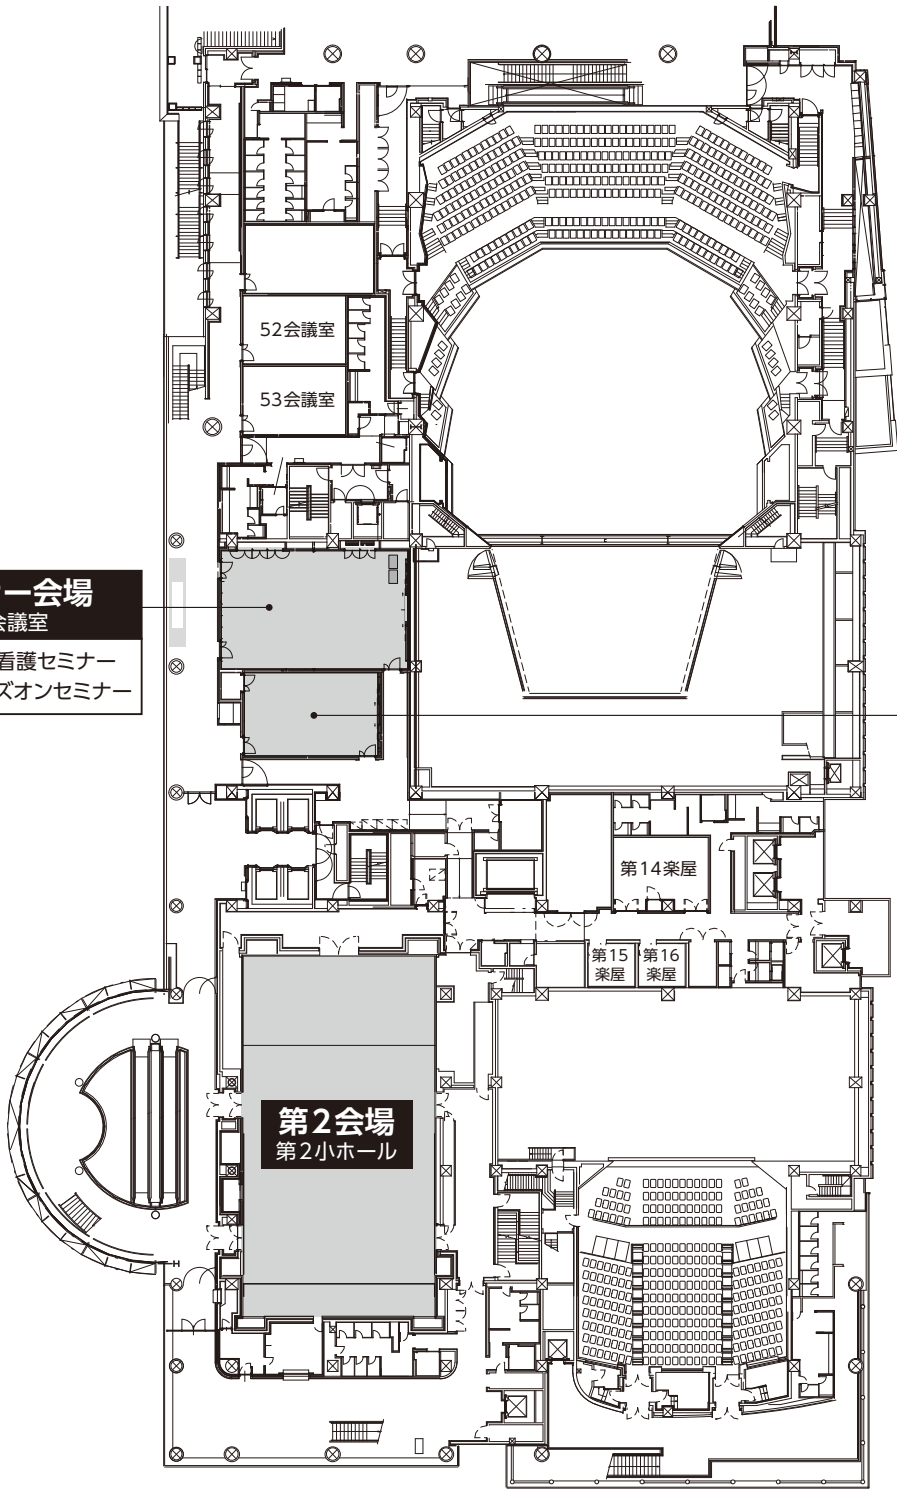 52会議室
53会議室
ー会場
会議室
看護セミナー
ズオンセミナー
第14楽屋
第15
楽屋
第16
楽屋
第2会場
第2小ホール